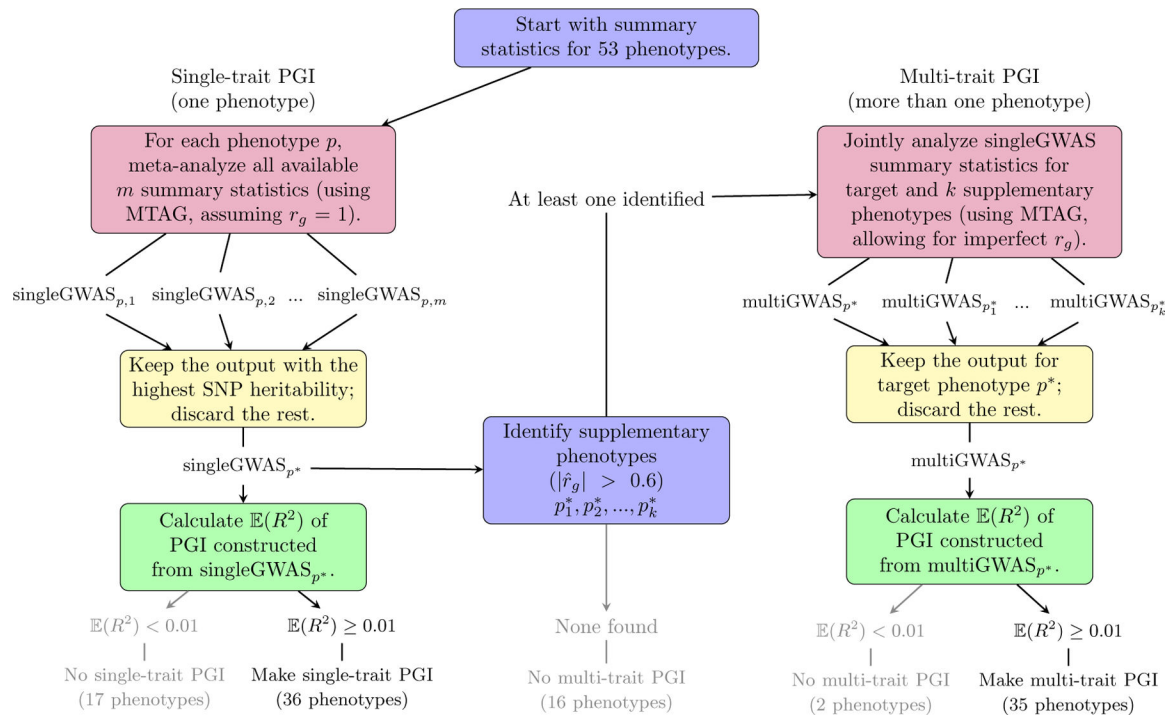 Start with summary
statistics for 53 phenotypes.
Single-trait PGI
(one phenotype)
For each phenotype p,
meta-analyze all available
m summary statistics (using
MTAG, assuming r_g = 1).
singleGWAS_{p,1} singleGWAS_{p,2} ... singleGWAS_{p,m}
Keep the output with the
highest SNP heritability;
discard the rest.
singleGWAS_{p*}
Calculate 𝔼(R²) of
PGI constructed
from singleGWAS_{p*}.
𝔼(R²) < 0.01
No single-trait PGI
(17 phenotypes)
𝔼(R²) ≥ 0.01
Make single-trait PGI
(36 phenotypes)
Identify supplementary
phenotypes
(|r̂_g| > 0.6)
p*_1, p*_2, ..., p*_k
At least one identified
None found
No multi-trait PGI
(16 phenotypes)
Multi-trait PGI
(more than one phenotype)
Jointly analyze singleGWAS
summary statistics for
target and k supplementary
phenotypes (using MTAG,
allowing for imperfect r_g).
multiGWAS_{p*} multiGWAS_{p*_1} ... multiGWAS_{p*_k}
Keep the output for
target phenotype p*;
discard the rest.
multiGWAS_{p*}
Calculate 𝔼(R²) of
PGI constructed
from multiGWAS_{p*}.
𝔼(R²) < 0.01
No multi-trait PGI
(2 phenotypes)
𝔼(R²) ≥ 0.01
Make multi-trait PGI
(35 phenotypes)